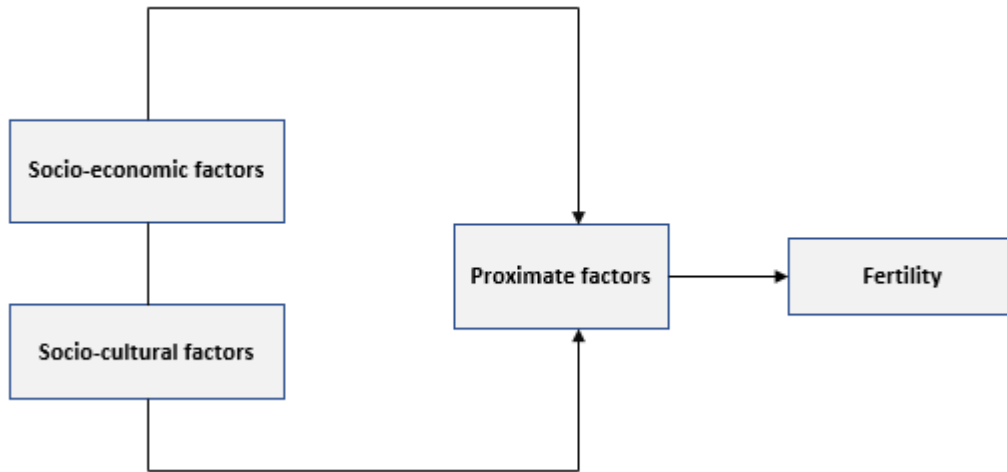 Socio-economic factors
Socio-cultural factors
Proximate factors
Fertility